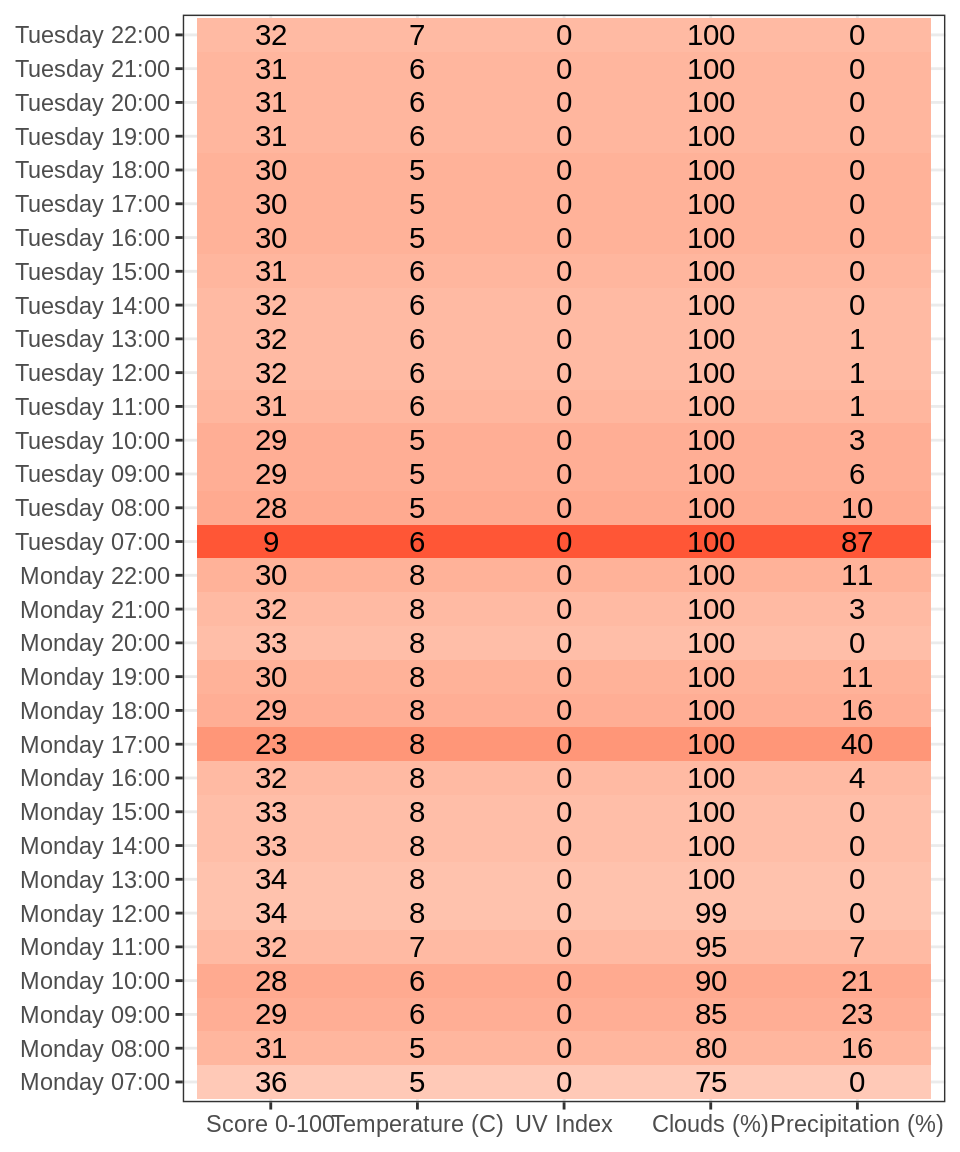 Tuesday 22:00 32 7 0 100 0
Tuesday 21:00 31 6 0 100 0
Tuesday 20:00 31 6 0 100 0
Tuesday 19:00 31 6 0 100 0
Tuesday 18:00 30 5 0 100 0
Tuesday 17:00 30 5 0 100 0
Tuesday 16:00 30 5 0 100 0
Tuesday 15:00 31 6 0 100 0
Tuesday 14:00 32 6 0 100 0
Tuesday 13:00 32 6 0 100 1
Tuesday 12:00 32 6 0 100 1
Tuesday 11:00 31 6 0 100 1
Tuesday 10:00 29 5 0 100 3
Tuesday 09:00 29 5 0 100 6
Tuesday 08:00 28 5 0 100 10
Tuesday 07:00 9 6 0 100 87
Monday 22:00 30 8 0 100 11
Monday 21:00 32 8 0 100 3
Monday 20:00 33 8 0 100 0
Monday 19:00 30 8 0 100 11
Monday 18:00 29 8 0 100 16
Monday 17:00 23 8 0 100 40
Monday 16:00 32 8 0 100 4
Monday 15:00 33 8 0 100 0
Monday 14:00 33 8 0 100 0
Monday 13:00 34 8 0 100 0
Monday 12:00 34 8 0 99 0
Monday 11:00 32 7 0 95 7
Monday 10:00 28 6 0 90 21
Monday 09:00 29 6 0 85 23
Monday 08:00 31 5 0 80 16
Monday 07:00 36 5 0 75 0
Score 0-100 Temperature (C) UV Index Clouds (%) Precipitation (%)